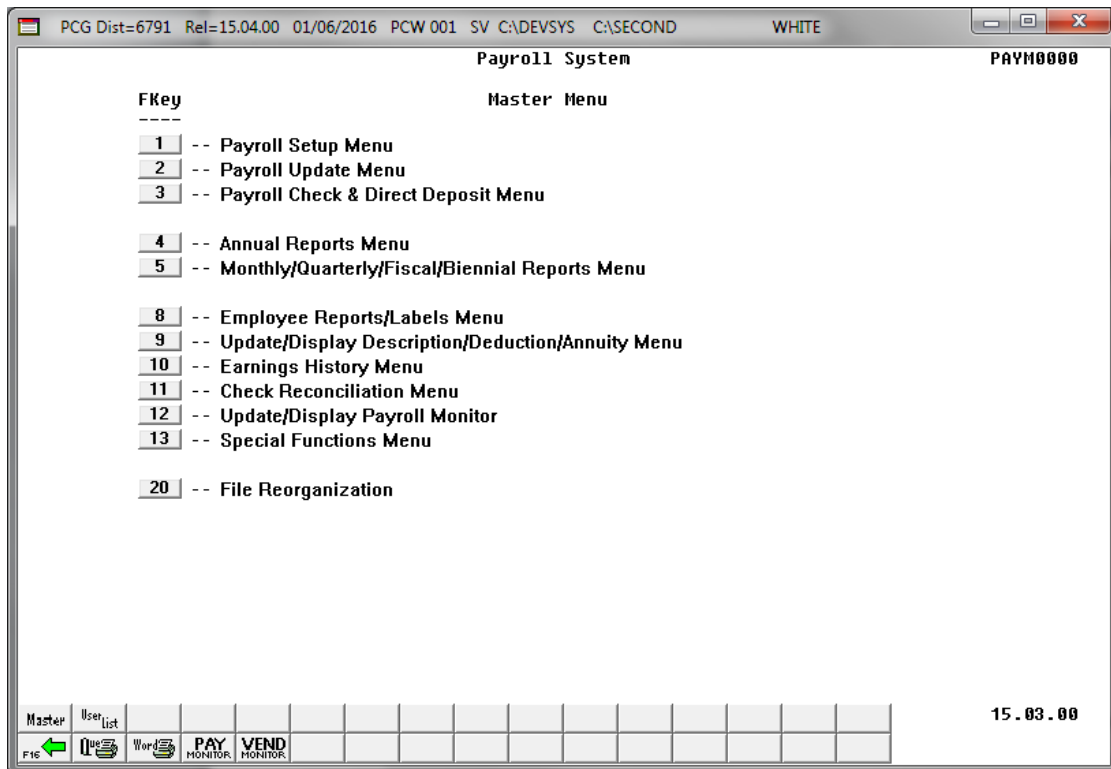 PCG Dist=6791 Rel=15.04.00 01/06/2016 PCW 001 SV C:\DEVSYS C:\SECOND WHITE
Payroll System PAYM0000
FKey Master Menu
----
1 -- Payroll Setup Menu
2 -- Payroll Update Menu
3 -- Payroll Check & Direct Deposit Menu
4 -- Annual Reports Menu
5 -- Monthly/Quarterly/Fiscal/Biennial Reports Menu
8 -- Employee Reports/Labels Menu
9 -- Update/Display Description/Deduction/Annuity Menu
10 -- Earnings History Menu
11 -- Check Reconciliation Menu
12 -- Update/Display Payroll Monitor
13 -- Special Functions Menu
20 -- File Reorganization
Master User List 15.03.00
F16 Que Word PAY MONITOR VEND MONITOR